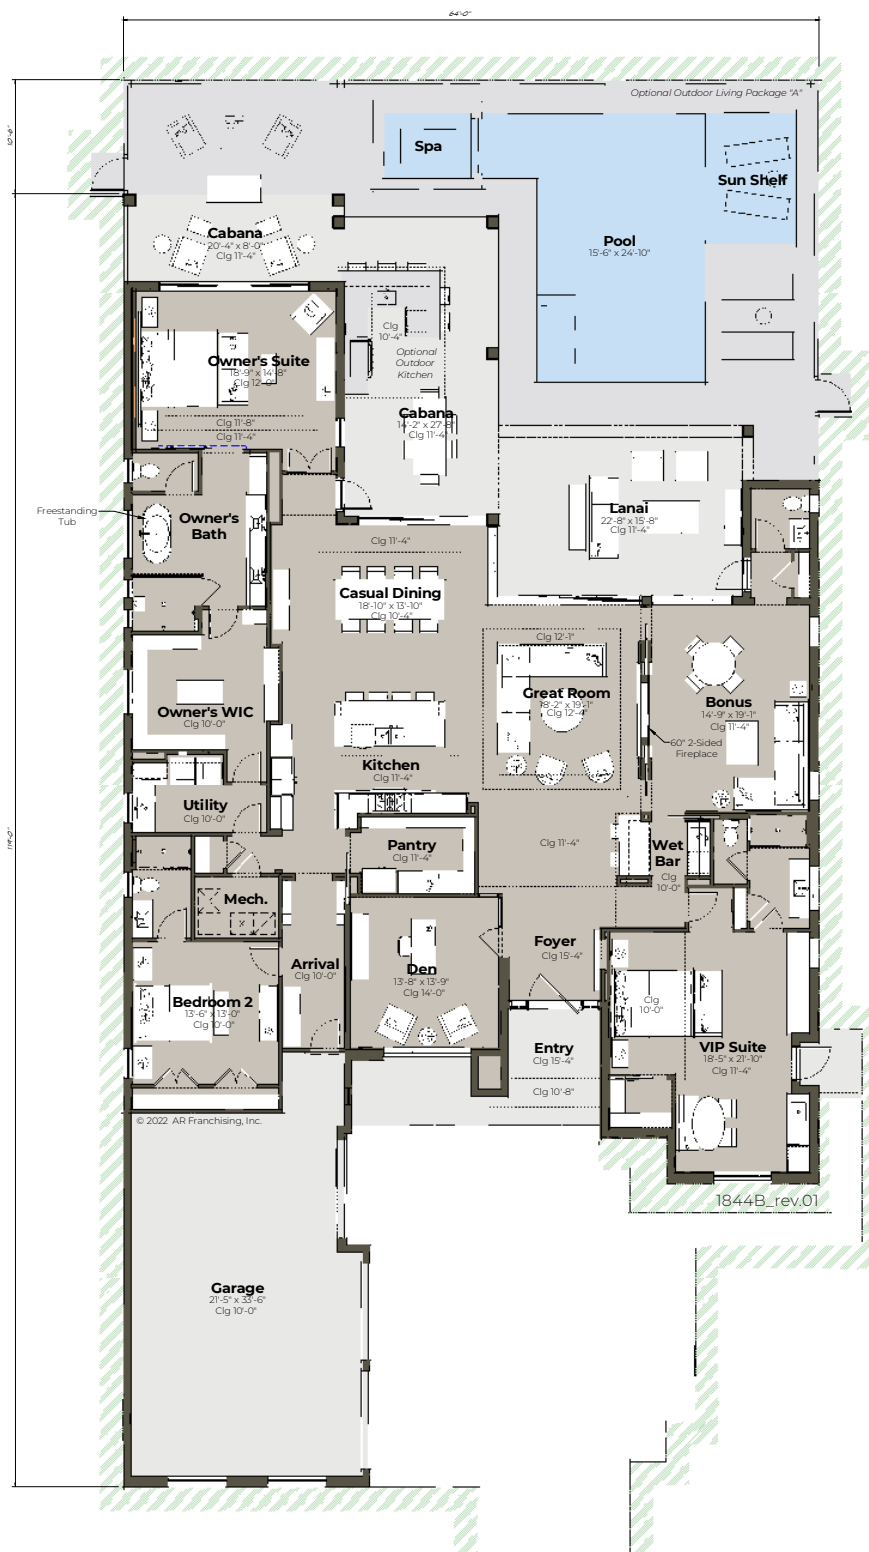 64'-0"
Optional Outdoor Living Package "A"
10'-6"
Spa
Sun Shelf
Cabana
20'-4" x 8'-0"
Clg 11'-4"
Pool
15'-6" x 24'-10"
Clg
10'-4"
Optional
Outdoor
Kitchen
Owner's Suite
18'-9" x 14'-8"
Clg 12'-0"
Clg 11'-8"
Clg 11'-4"
Cabana
14'-2" x 27'-8"
Clg 11'-4"
Freestanding
Tub
Owner's
Bath
Lanai
22'-8" x 15'-8"
Clg 11'-4"
Clg 11'-4"
Casual Dining
18'-10" x 13'-10"
Clg 10'-4"
Clg 12'-1"
Great Room
18'-2" x 19'-1"
Clg 12'-4"
Owner's WIC
Clg 10'-0"
Bonus
14'-9" x 19'-1"
Clg 11'-4"
60" 2-Sided
Fireplace
Kitchen
Clg 11'-4"
Utility
Clg 10'-0"
119'-0"
Pantry
Clg 11'-4"
Clg 11'-4"
Wet
Bar
Clg
10'-0"
Mech.
Arrival
Clg 10'-0"
Den
13'-8" x 13'-9"
Clg 14'-0"
Foyer
Clg 15'-4"
Bedroom 2
13'-6" x 13'-0"
Clg 10'-0"
Clg
10'-0"
VIP Suite
18'-5" x 21'-10"
Clg 11'-4"
Entry
Clg 15'-4"
Clg 10'-8"
© 2022 AR Franchising, Inc.
1844B_rev.01
Garage
21'-5" x 33'-6"
Clg 10'-0"